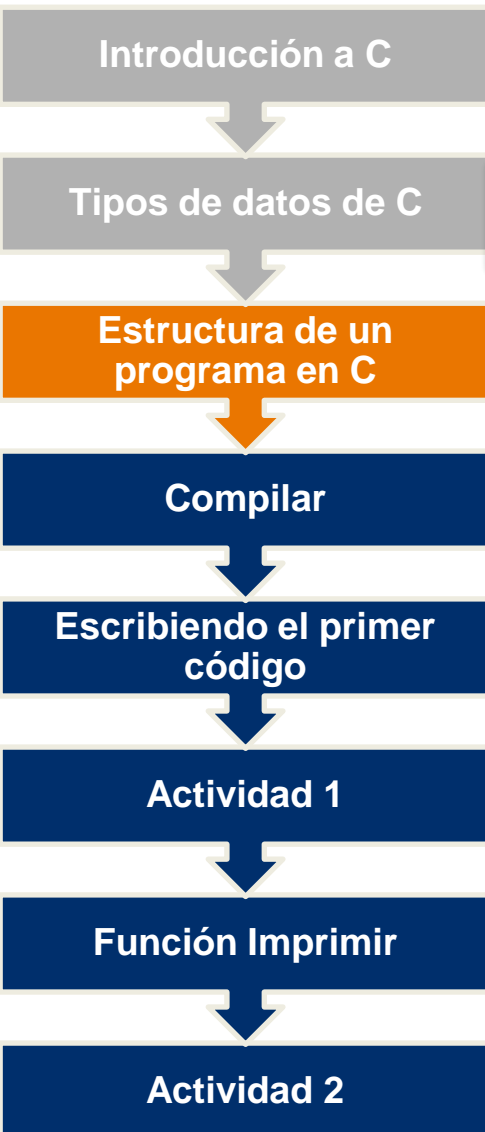 Introducción a C
Tipos de datos de C
Estructura de un
programa en C
Compilar
Escribiendo el primer
código
Actividad 1
Función Imprimir
Actividad 2